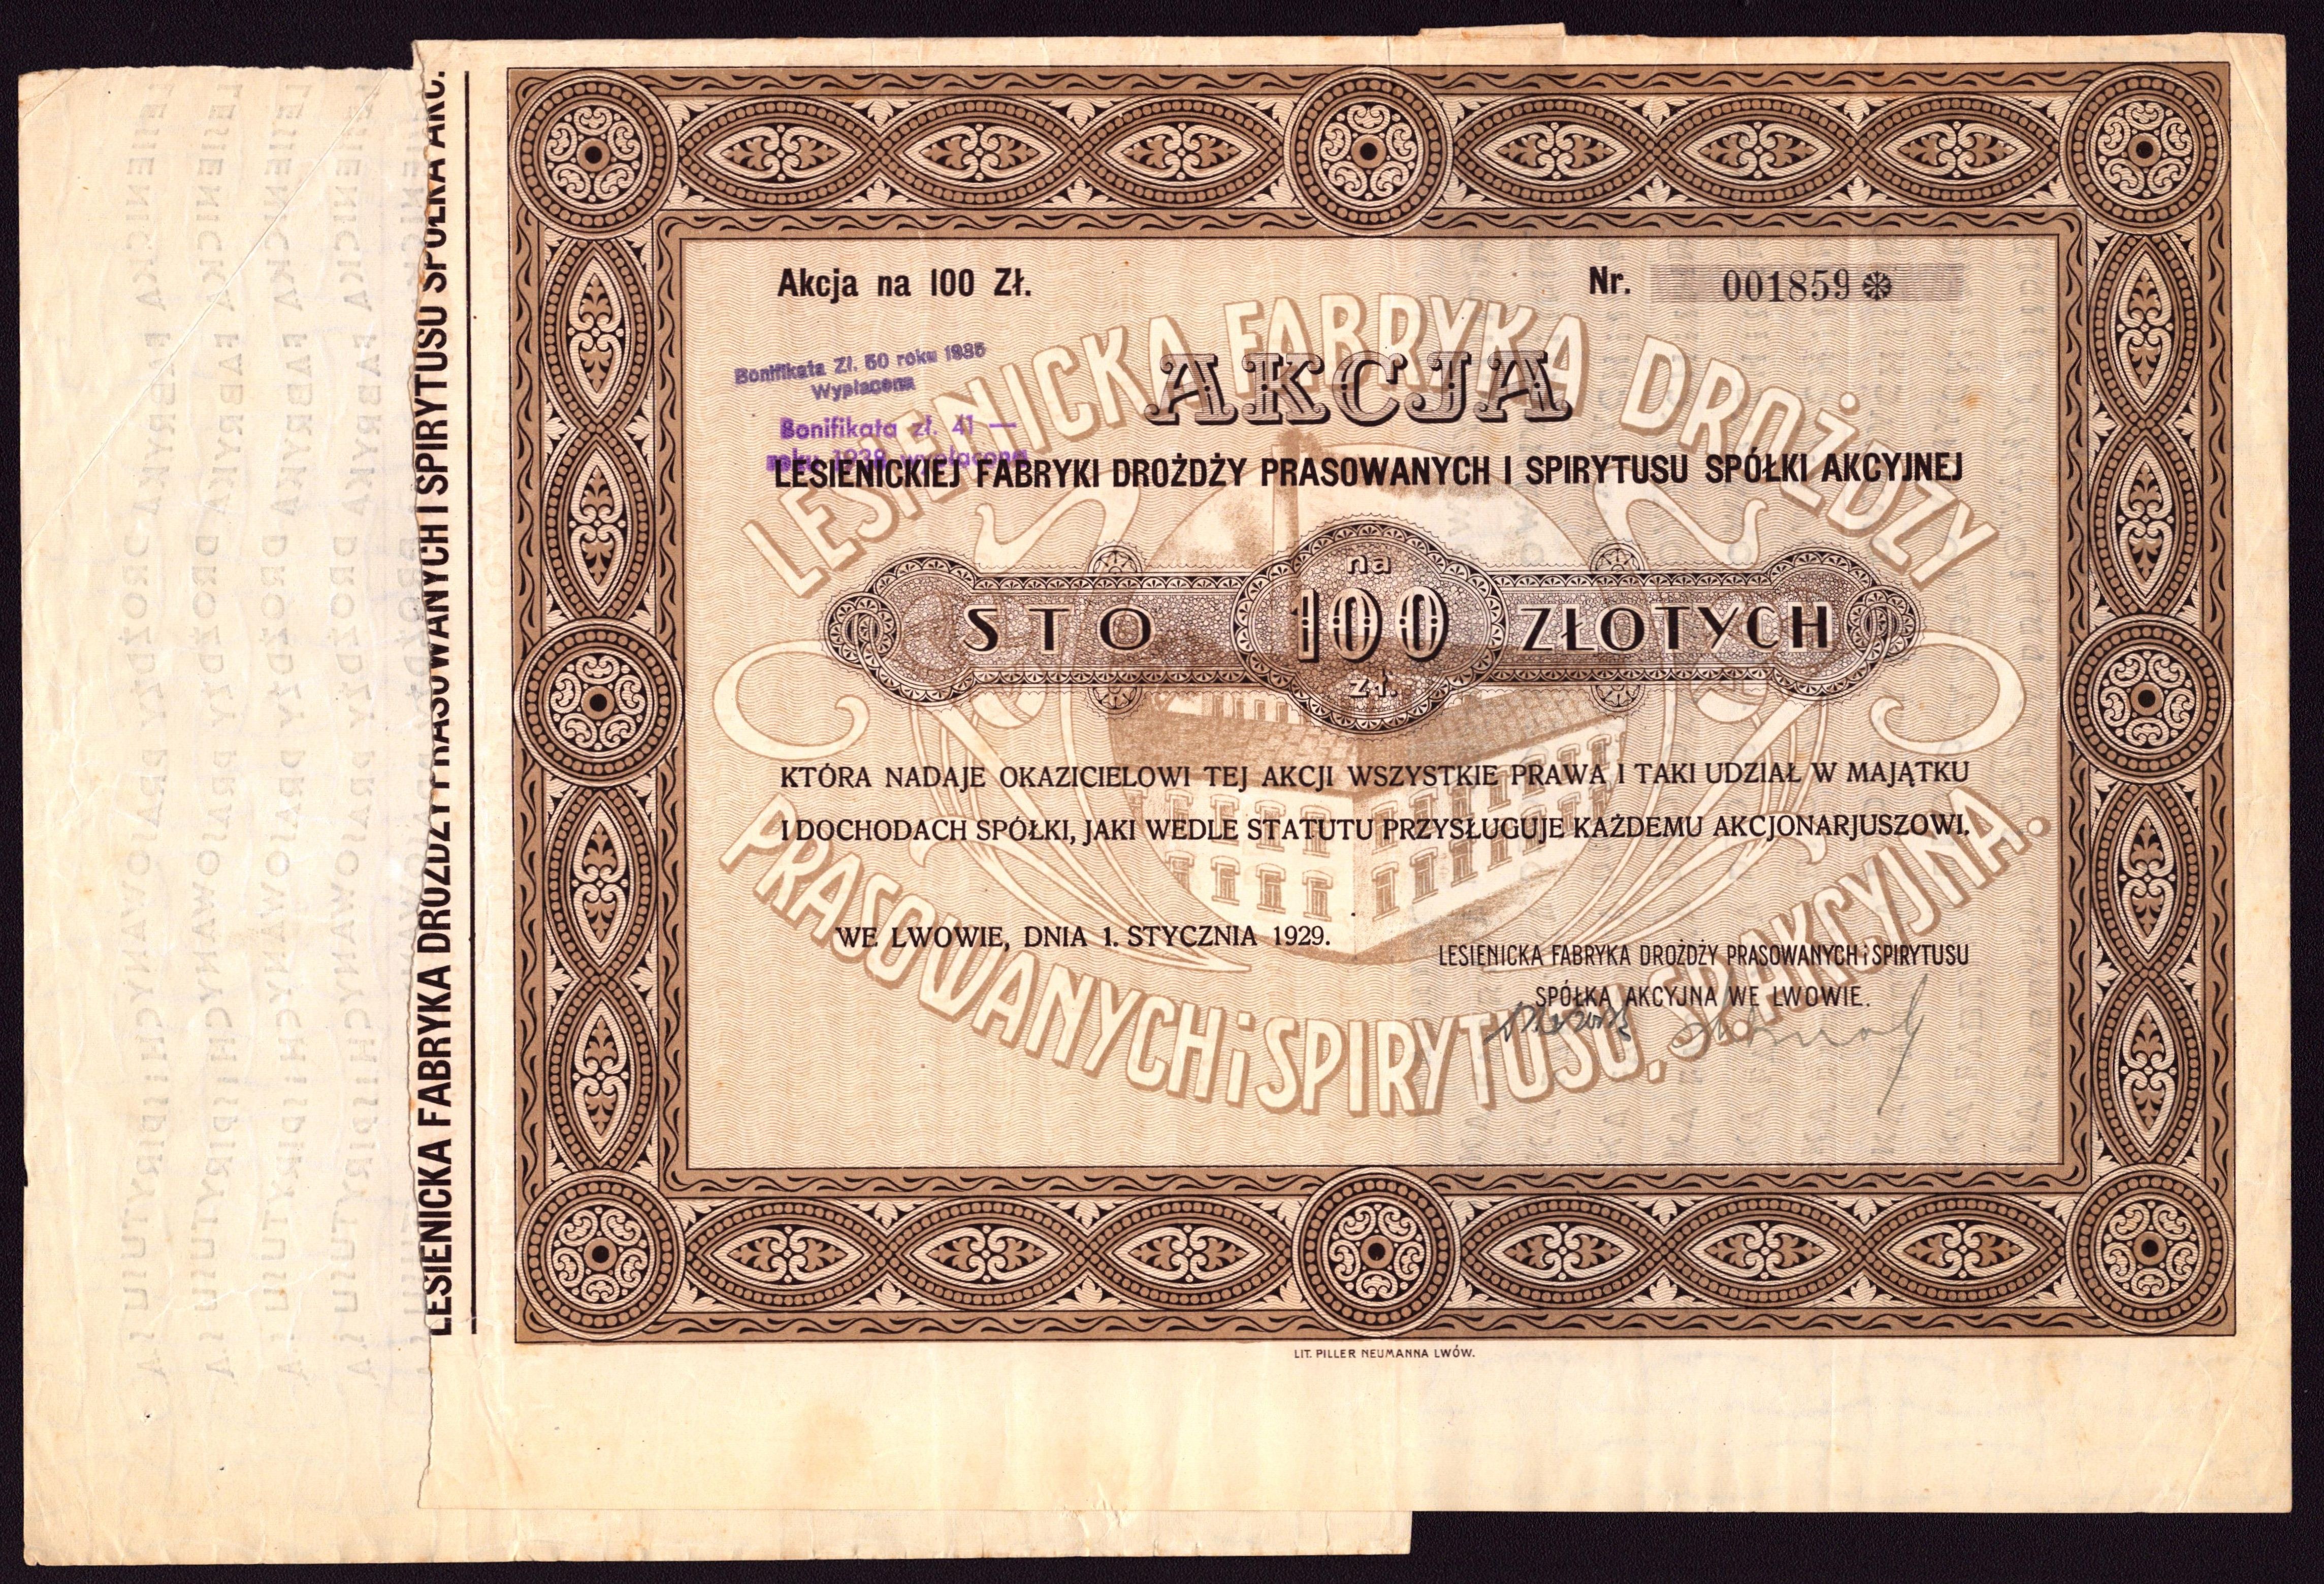 Akcja na 100 Zł.
Nr. 001859
Bonifikata Zł. 50 roku 1935
Wypłacona
Bonifikata zł. 41 —
roku 1938 wypłacona
AKCJA
LESIENICKIEJ FABRYKI DROŻDŻY PRASOWANYCH I SPIRYTUSU SPÓŁKI AKCYJNEJ
LESIENICKA FABRYKA DROŻDŻY
na
STO 100 ZŁOTYCH
zł.
KTÓRA NADAJE OKAZICIELOWI TEJ AKCJI WSZYSTKIE PRAWA I TAKI UDZIAŁ W MAJĄTKU
I DOCHODACH SPÓŁKI, JAKI WEDLE STATUTU PRZYSŁUGUJE KAŻDEMU AKCJONARJUSZOWI.
PRASOWANYCH i SPIRYTUSU, SP. AKCYJNA.
WE LWOWIE, DNIA 1. STYCZNIA 1929.
LESIENICKA FABRYKA DROŻDŻY PRASOWANYCH i SPIRYTUSU
SPÓŁKA AKCYJNA WE LWOWIE.
LIT. PILLER NEUMANNA LWÓW.
LESIENICKA FABRYKA DROŻDŻY PRASOWANYCH I SPIRYTUSU SPÓŁKA AKC.